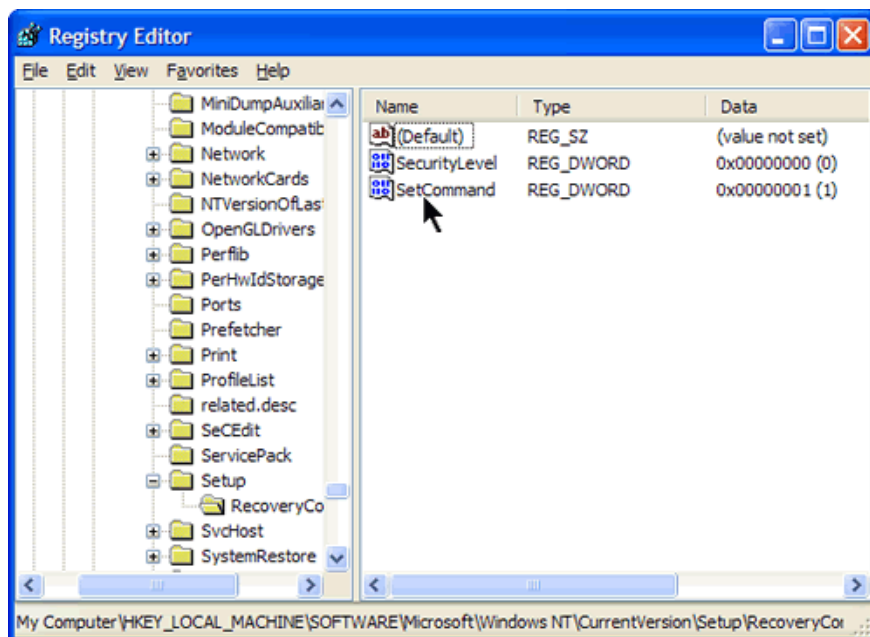 Registry Editor
File Edit View Favorites Help
MiniDumpAuxiliar
ModuleCompatib
Network
NetworkCards
NTVersionOfLas
OpenGLDrivers
Perflib
PerHwIdStorage
Ports
Prefetcher
Print
ProfileList
related.desc
SeCEdit
ServicePack
Setup
RecoveryCo
SvcHost
SystemRestore
Name Type Data
ab (Default) REG_SZ (value not set)
SecurityLevel REG_DWORD 0x00000000 (0)
SetCommand REG_DWORD 0x00000001 (1)
My Computer\HKEY_LOCAL_MACHINE\SOFTWARE\Microsoft\Windows NT\CurrentVersion\Setup\RecoveryCor